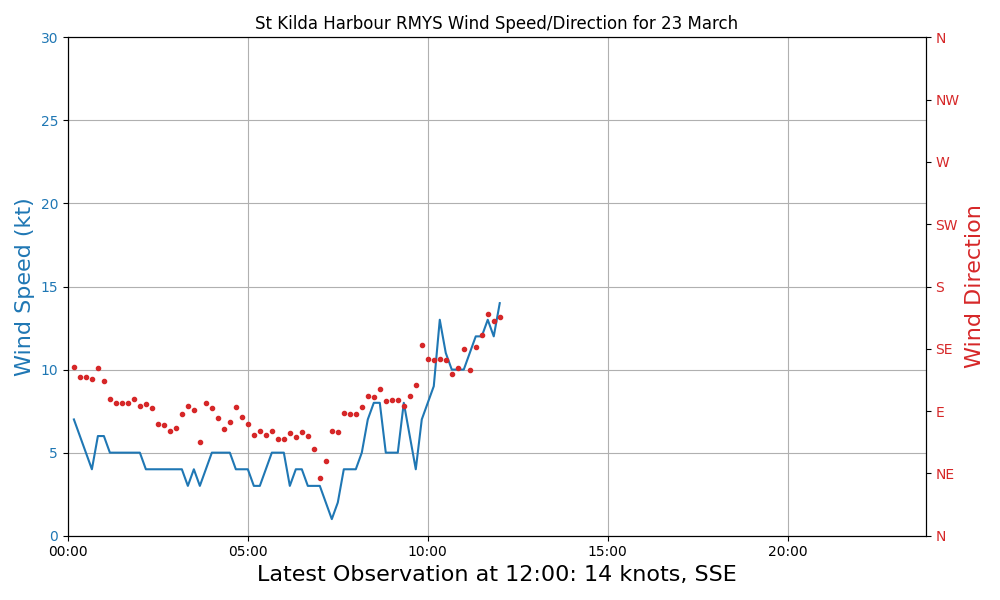 St Kilda Harbour RMYS Wind Speed/Direction for 23 March
30
25
20
15
10
5
0
Wind Speed (kt)
N
NW
W
SW
S
SE
E
NE
N
Wind Direction
00:00
05:00
10:00
15:00
20:00
Latest Observation at 12:00: 14 knots, SSE